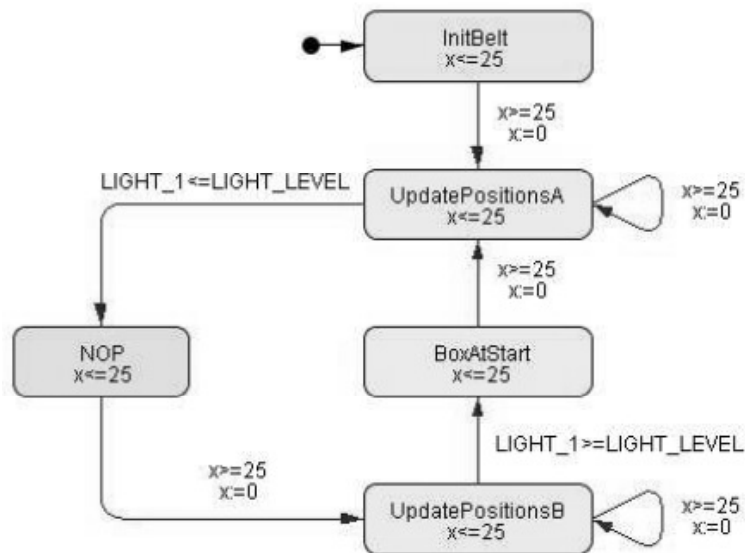 InitBelt
x<=25
x>=25
x:=0
LIGHT_1<=LIGHT_LEVEL
UpdatePositionsA
x<=25
x>=25
x:=0
x>=25
x:=0
NOP
x<=25
BoxAtStart
x<=25
LIGHT_1>=LIGHT_LEVEL
x>=25
x:=0
UpdatePositionsB
x<=25
x>=25
x:=0